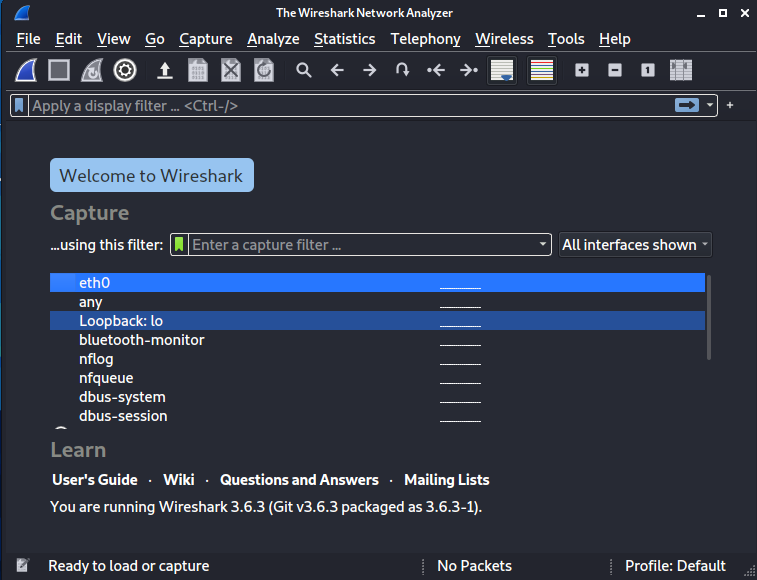 The Wireshark Network Analyzer
File Edit View Go Capture Analyze Statistics Telephony Wireless Tools Help
1
Apply a display filter ... <Ctrl-/> +
Welcome to Wireshark
Capture
...using this filter: Enter a capture filter ... All interfaces shown
eth0
any
Loopback: lo
bluetooth-monitor
nflog
nfqueue
dbus-system
dbus-session
Learn
User's Guide · Wiki · Questions and Answers · Mailing Lists
You are running Wireshark 3.6.3 (Git v3.6.3 packaged as 3.6.3-1).
Ready to load or capture No Packets Profile: Default